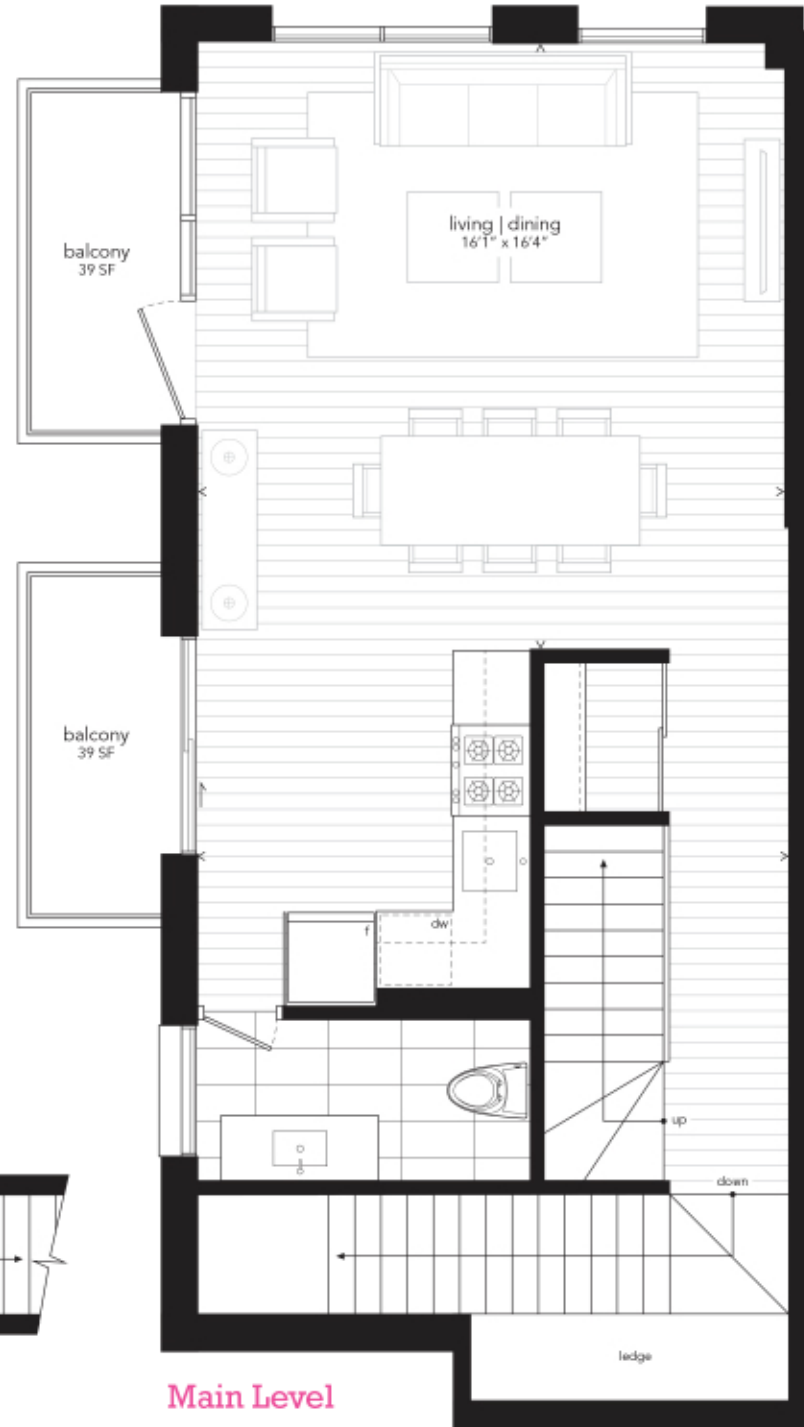 living | dining
16'1" x 16'4"
balcony
39 SF
balcony
39 SF
f
dw
up
down
ledge
Main Level